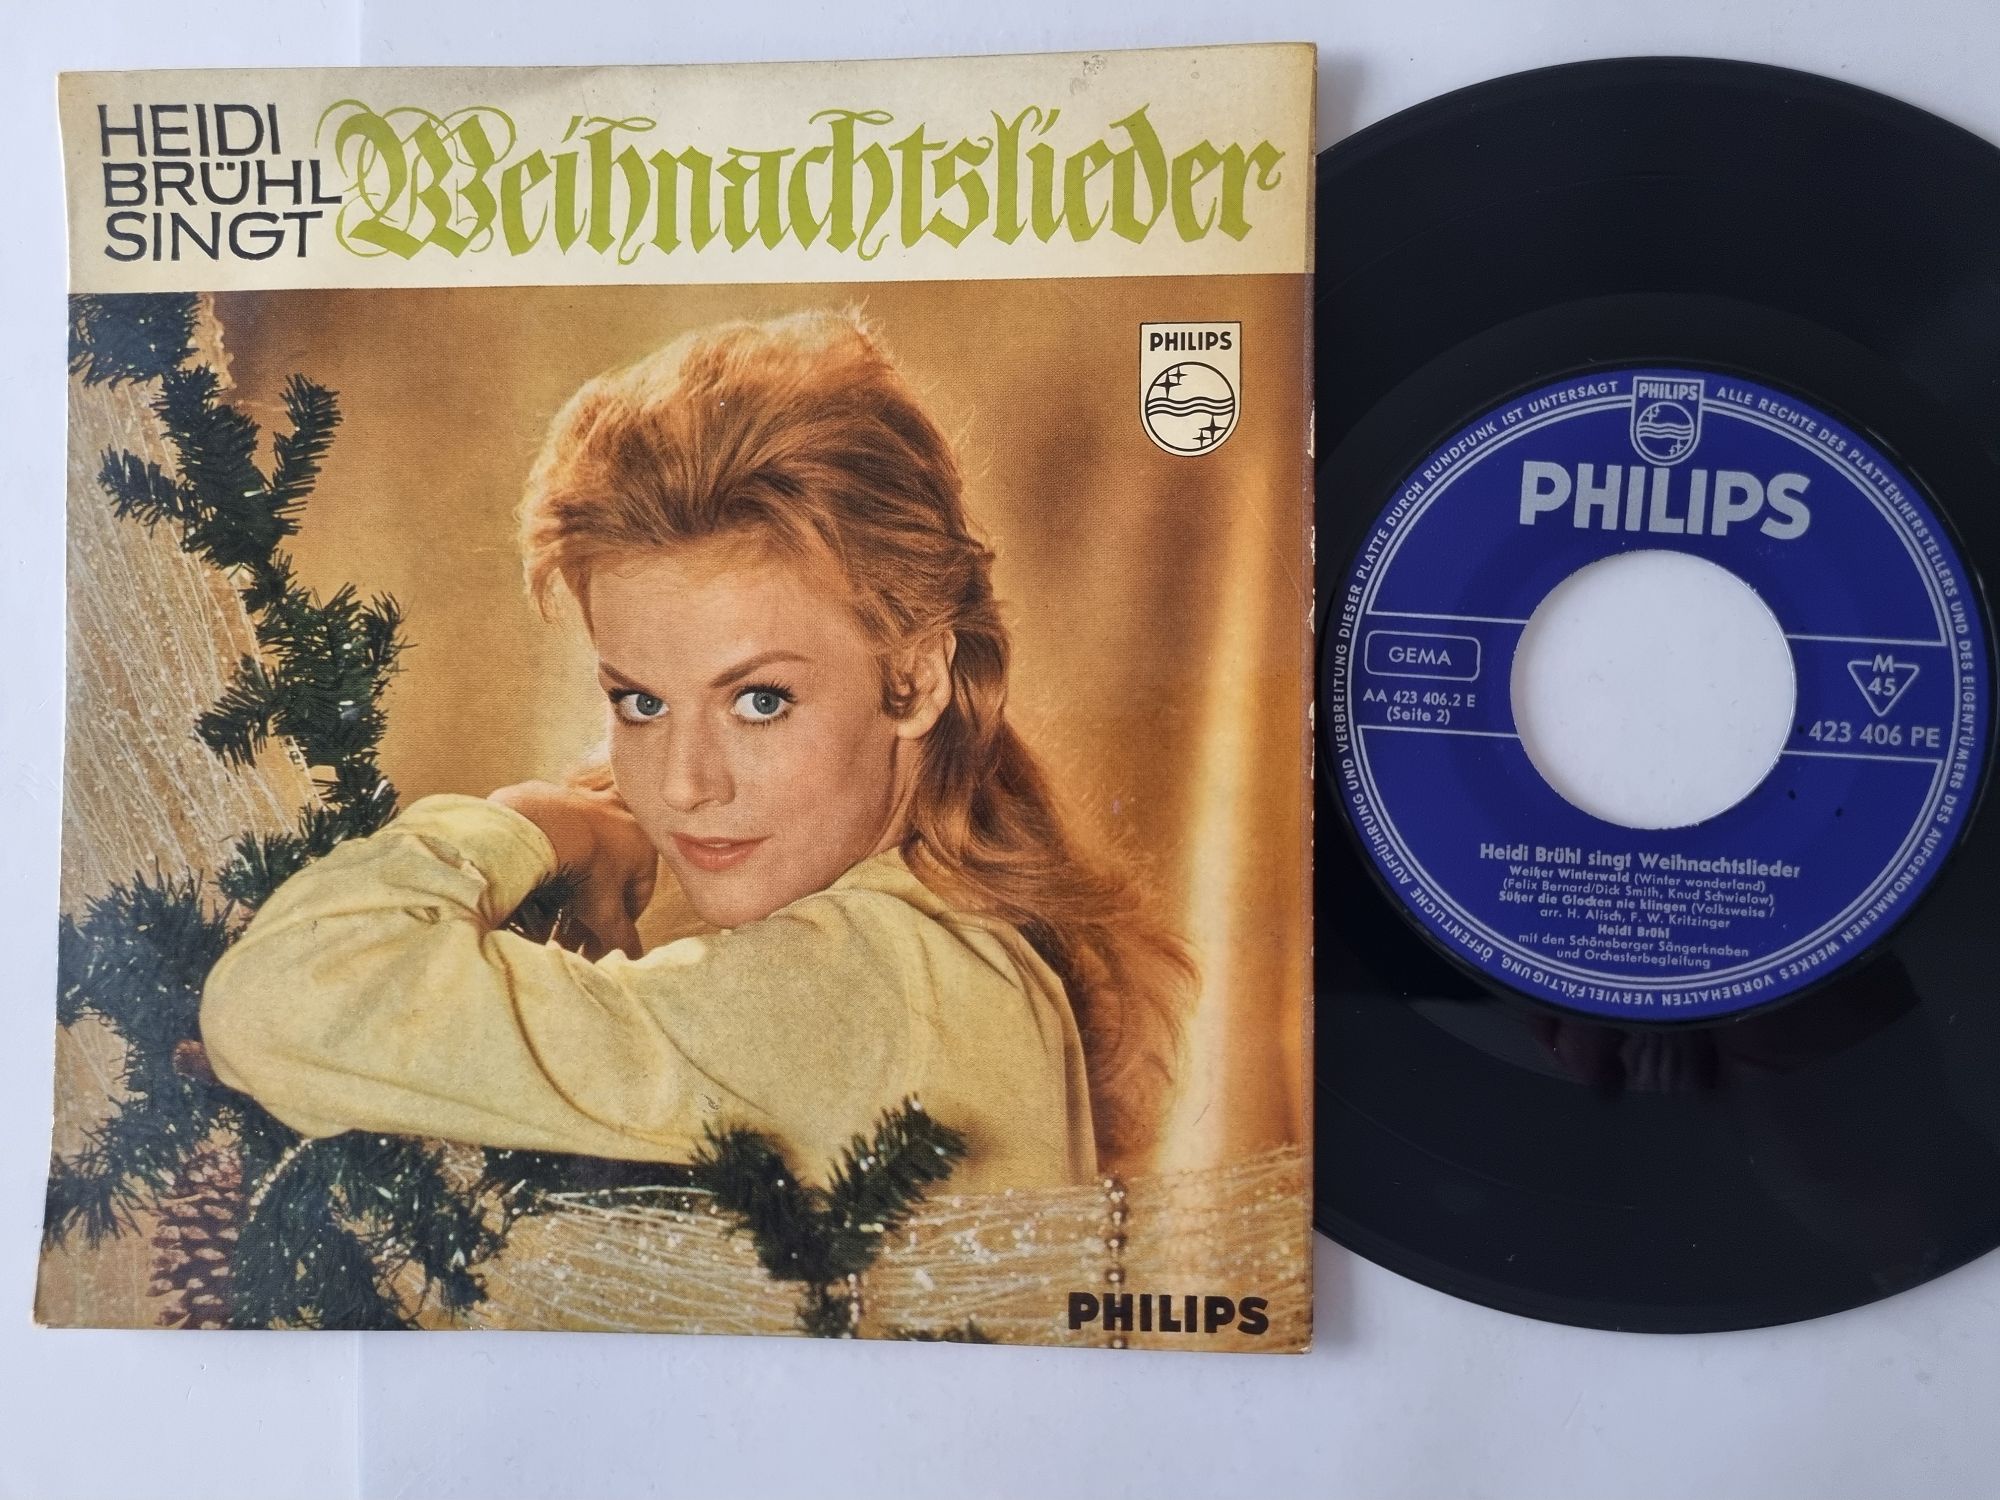 HEIDI
BRÜHL
SINGT
Weihnachtslieder
PHILIPS
PHILIPS
PHILIPS
ALLE RECHTE DES PLATTENHERSTELLERS UND DES EIGENTÜMERS DES AUFGENOMMENEN WERKES VORBEHALTEN VERVIELFÄLTIGUNG, ÖFFENTLICHE AUFFÜHRUNG UND VERBREITUNG DIESER PLATTE DURCH RUNDFUNK IST UNTERSAGT
PHILIPS
GEMA
AA 423 406.2 E
(Seite 2)
M
45
423 406 PE
Heidi Brühl singt Weihnachtslieder
Weißer Winterwald (Winter wonderland)
(Felix Bernard/Dick Smith, Knud Schwielow)
Süßer die Glocken nie klingen (Volksweise /
arr. H. Alisch, F. W. Kritzinger
Heidi Brühl
mit den Schöneberger Sängerknaben
und Orchesterbegleitung